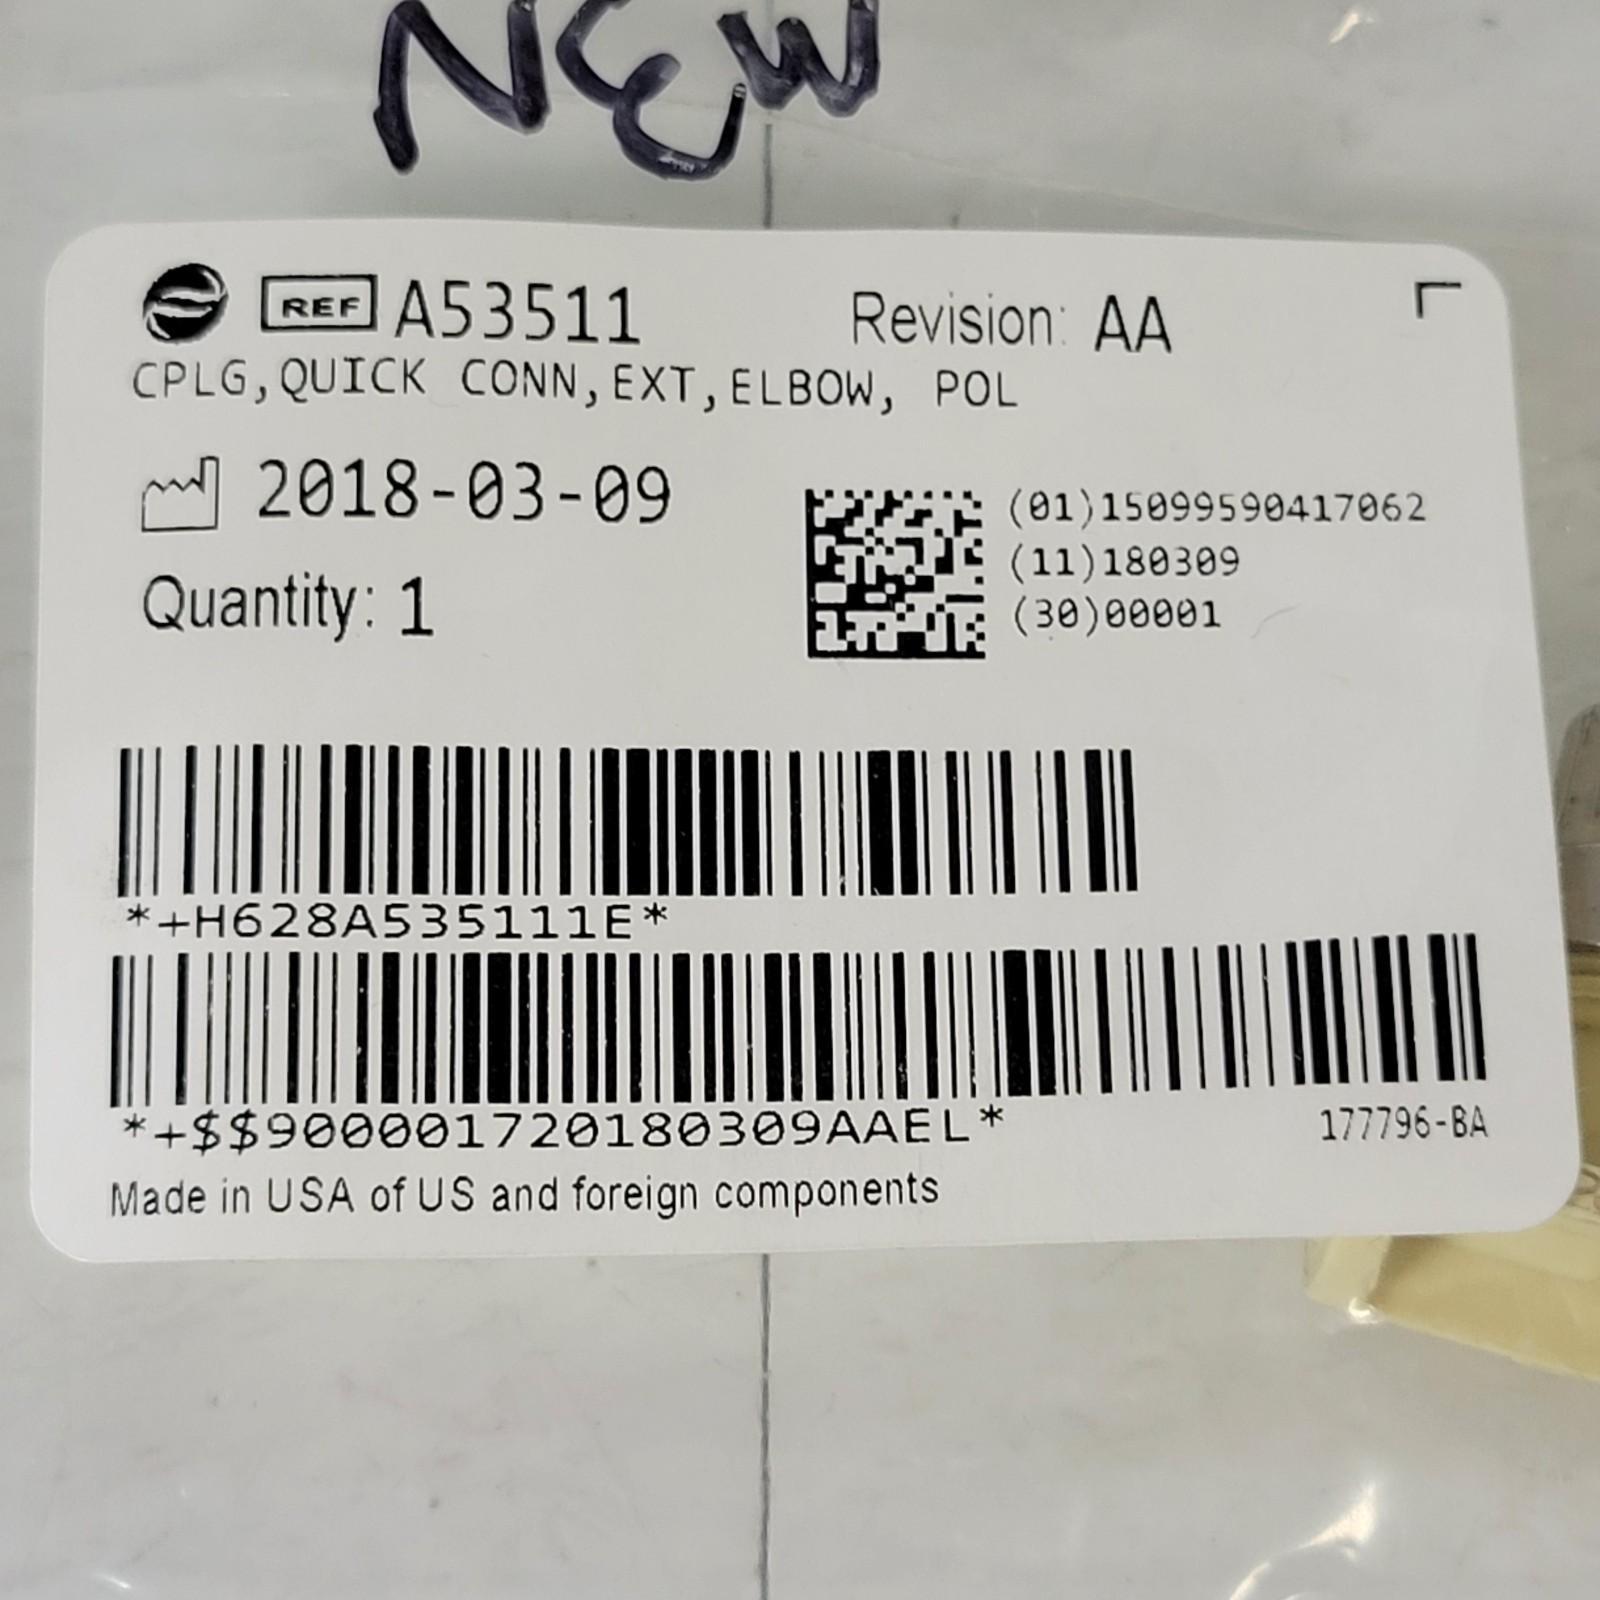 NEW
REF A53511 Revision: AA
CPLG,QUICK CONN,EXT,ELBOW, POL
2018-03-09
Quantity: 1
(01)15099590417062
(11)180309
(30)00001
*+H628A535111E*
*+$$900001720180309AAEL*
177796-BA
Made in USA of US and foreign components